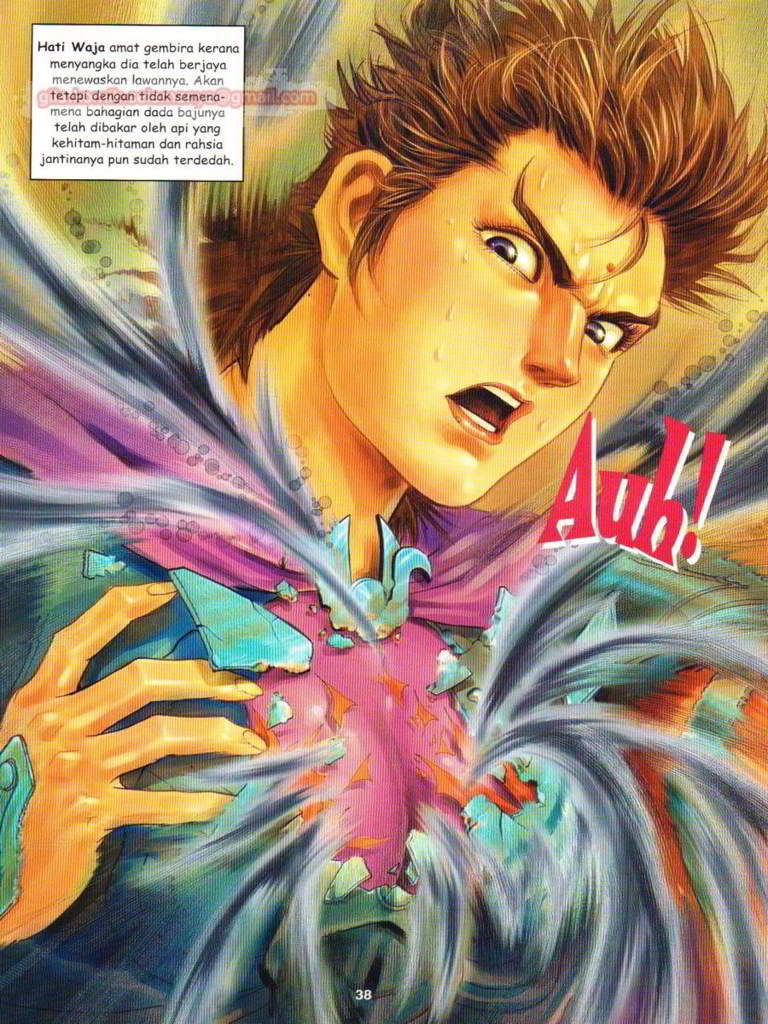 Hati Waja amat gembira kerana
menyangka dia telah berjaya
menewaskan lawannya. Akan
tetapi dengan tidak semena-
mena bahagian dada bajunya
telah dibakar oleh api yang
kehitam-hitaman dan rahsia
jantinanya pun sudah terdedah.
Auh!
38